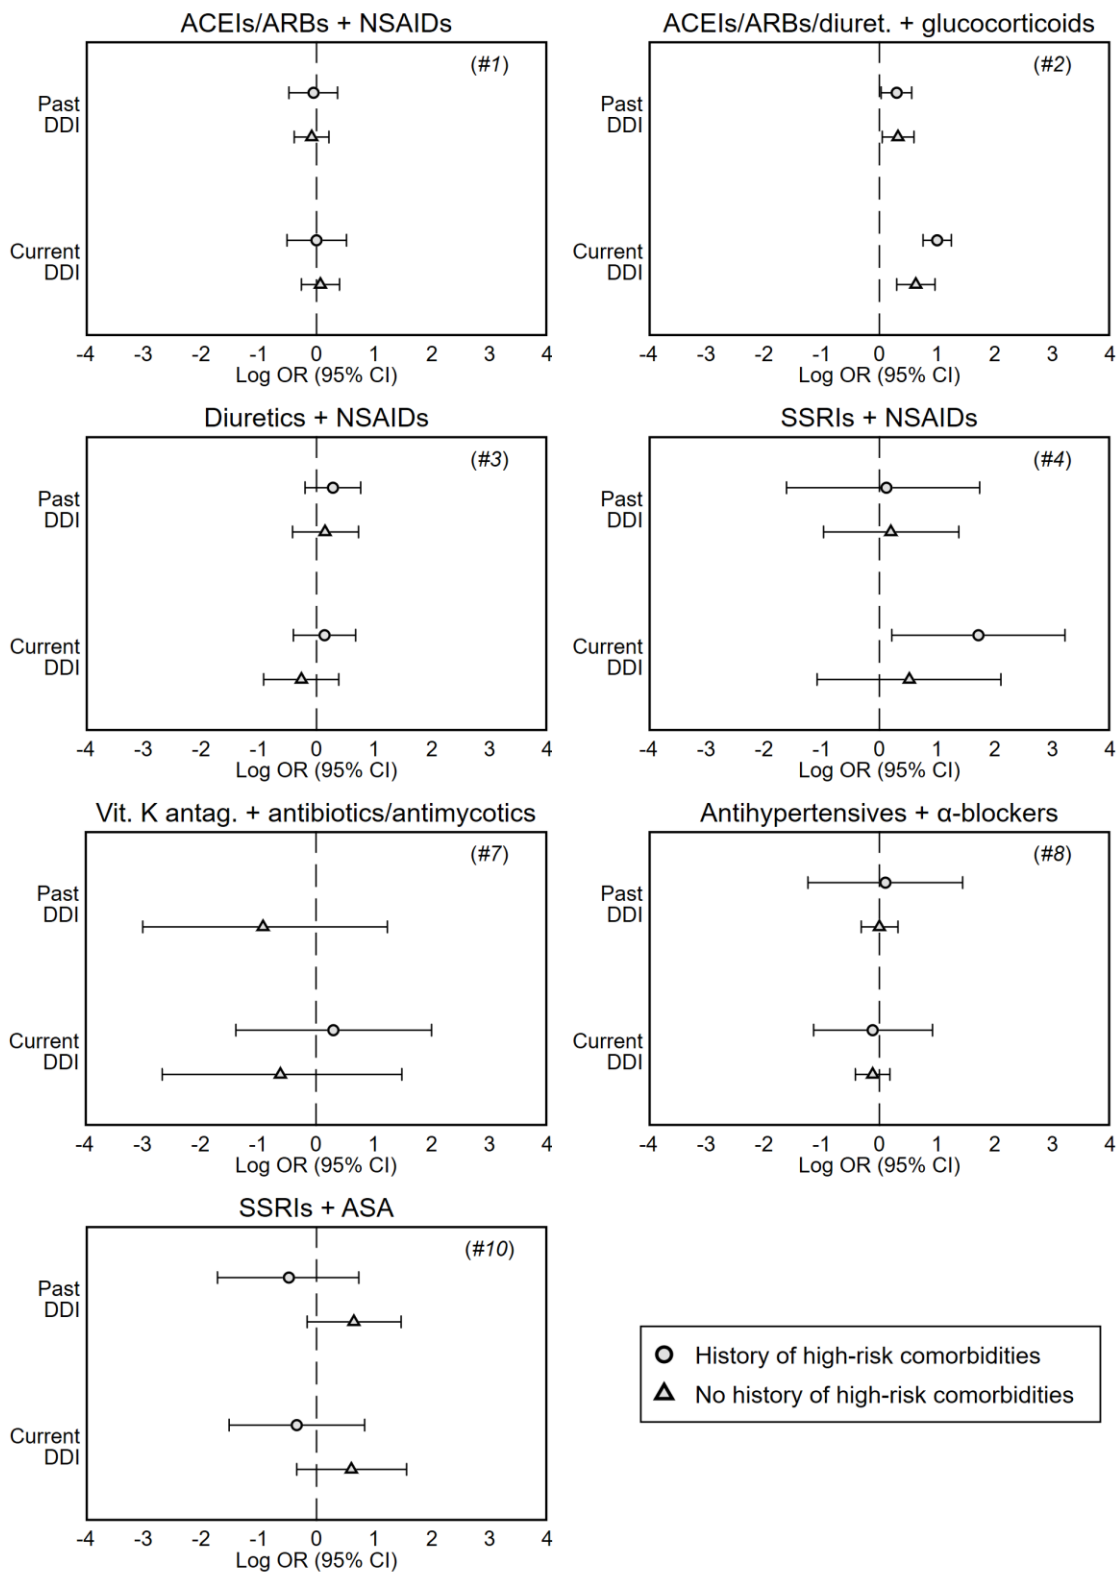 ACEIs/ARBs + NSAIDs
(#1)
Past
DDI
Current
DDI
-4 -3 -2 -1 0 1 2 3 4
Log OR (95% CI)
ACEIs/ARBs/diuret. + glucocorticoids
(#2)
Past
DDI
Current
DDI
-4 -3 -2 -1 0 1 2 3 4
Log OR (95% CI)
Diuretics + NSAIDs
(#3)
Past
DDI
Current
DDI
-4 -3 -2 -1 0 1 2 3 4
Log OR (95% CI)
SSRIs + NSAIDs
(#4)
Past
DDI
Current
DDI
-4 -3 -2 -1 0 1 2 3 4
Log OR (95% CI)
Vit. K antag. + antibiotics/antimycotics
(#7)
Past
DDI
Current
DDI
-4 -3 -2 -1 0 1 2 3 4
Log OR (95% CI)
Antihypertensives + α-blockers
(#8)
Past
DDI
Current
DDI
-4 -3 -2 -1 0 1 2 3 4
Log OR (95% CI)
SSRIs + ASA
(#10)
Past
DDI
Current
DDI
-4 -3 -2 -1 0 1 2 3 4
Log OR (95% CI)
History of high-risk comorbidities
No history of high-risk comorbidities